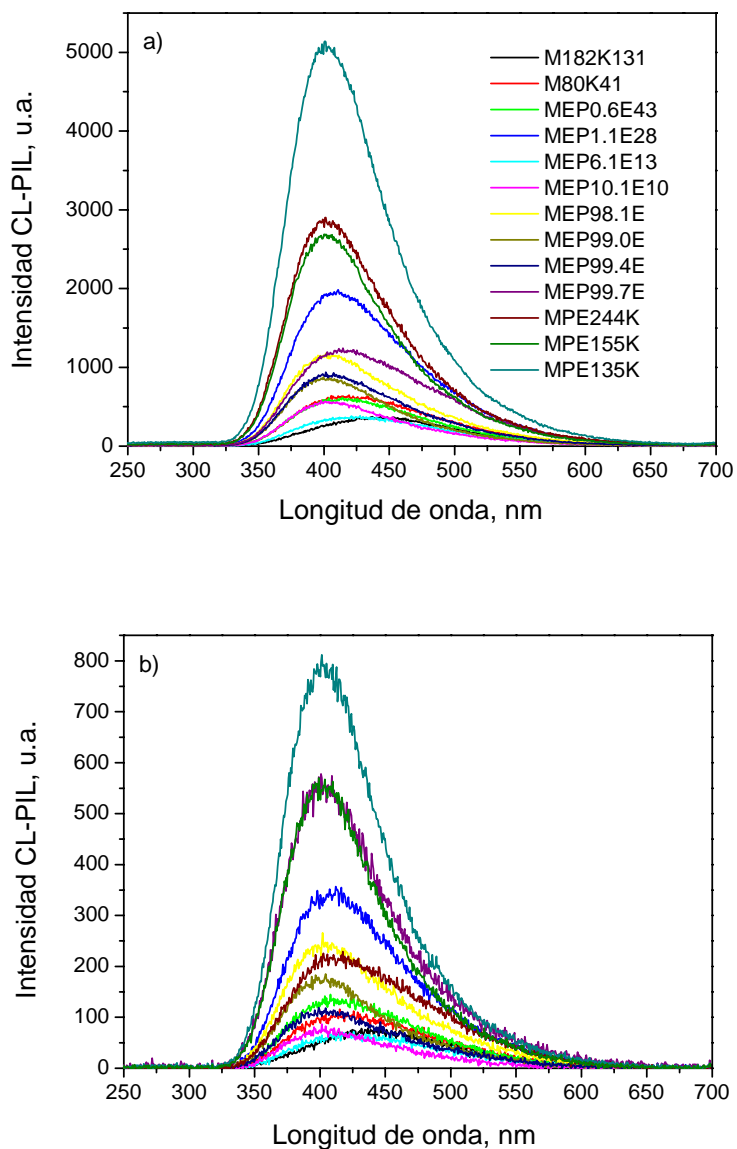 a)
5000
4000
3000
2000
1000
0
Intensidad CL-PIL, u.a.
M182K131
M80K41
MEP0.6E43
MEP1.1E28
MEP6.1E13
MEP10.1E10
MEP98.1E
MEP99.0E
MEP99.4E
MEP99.7E
MPE244K
MPE155K
MPE135K
250 300 350 400 450 500 550 600 650 700
Longitud de onda, nm
b)
800
700
600
500
400
300
200
100
0
Intensidad CL-PIL, u.a.
250 300 350 400 450 500 550 600 650 700
Longitud de onda, nm